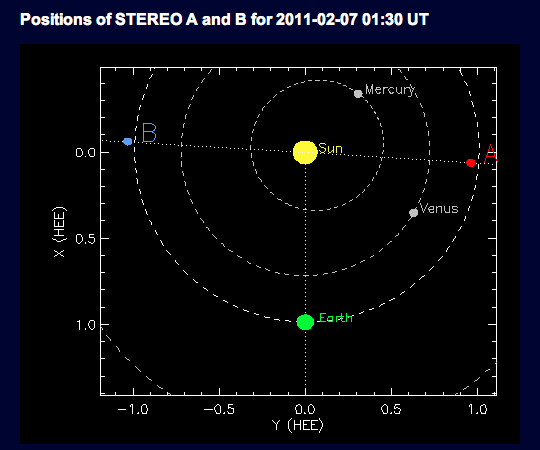 Positions of STEREO A and B for 2011-02-07 01:30 UT
Mercury
B
Sun
A
0.0
Venus
0.5
X (HEE)
Earth
1.0
−1.0 −0.5 0.0 0.5 1.0
Y (HEE)